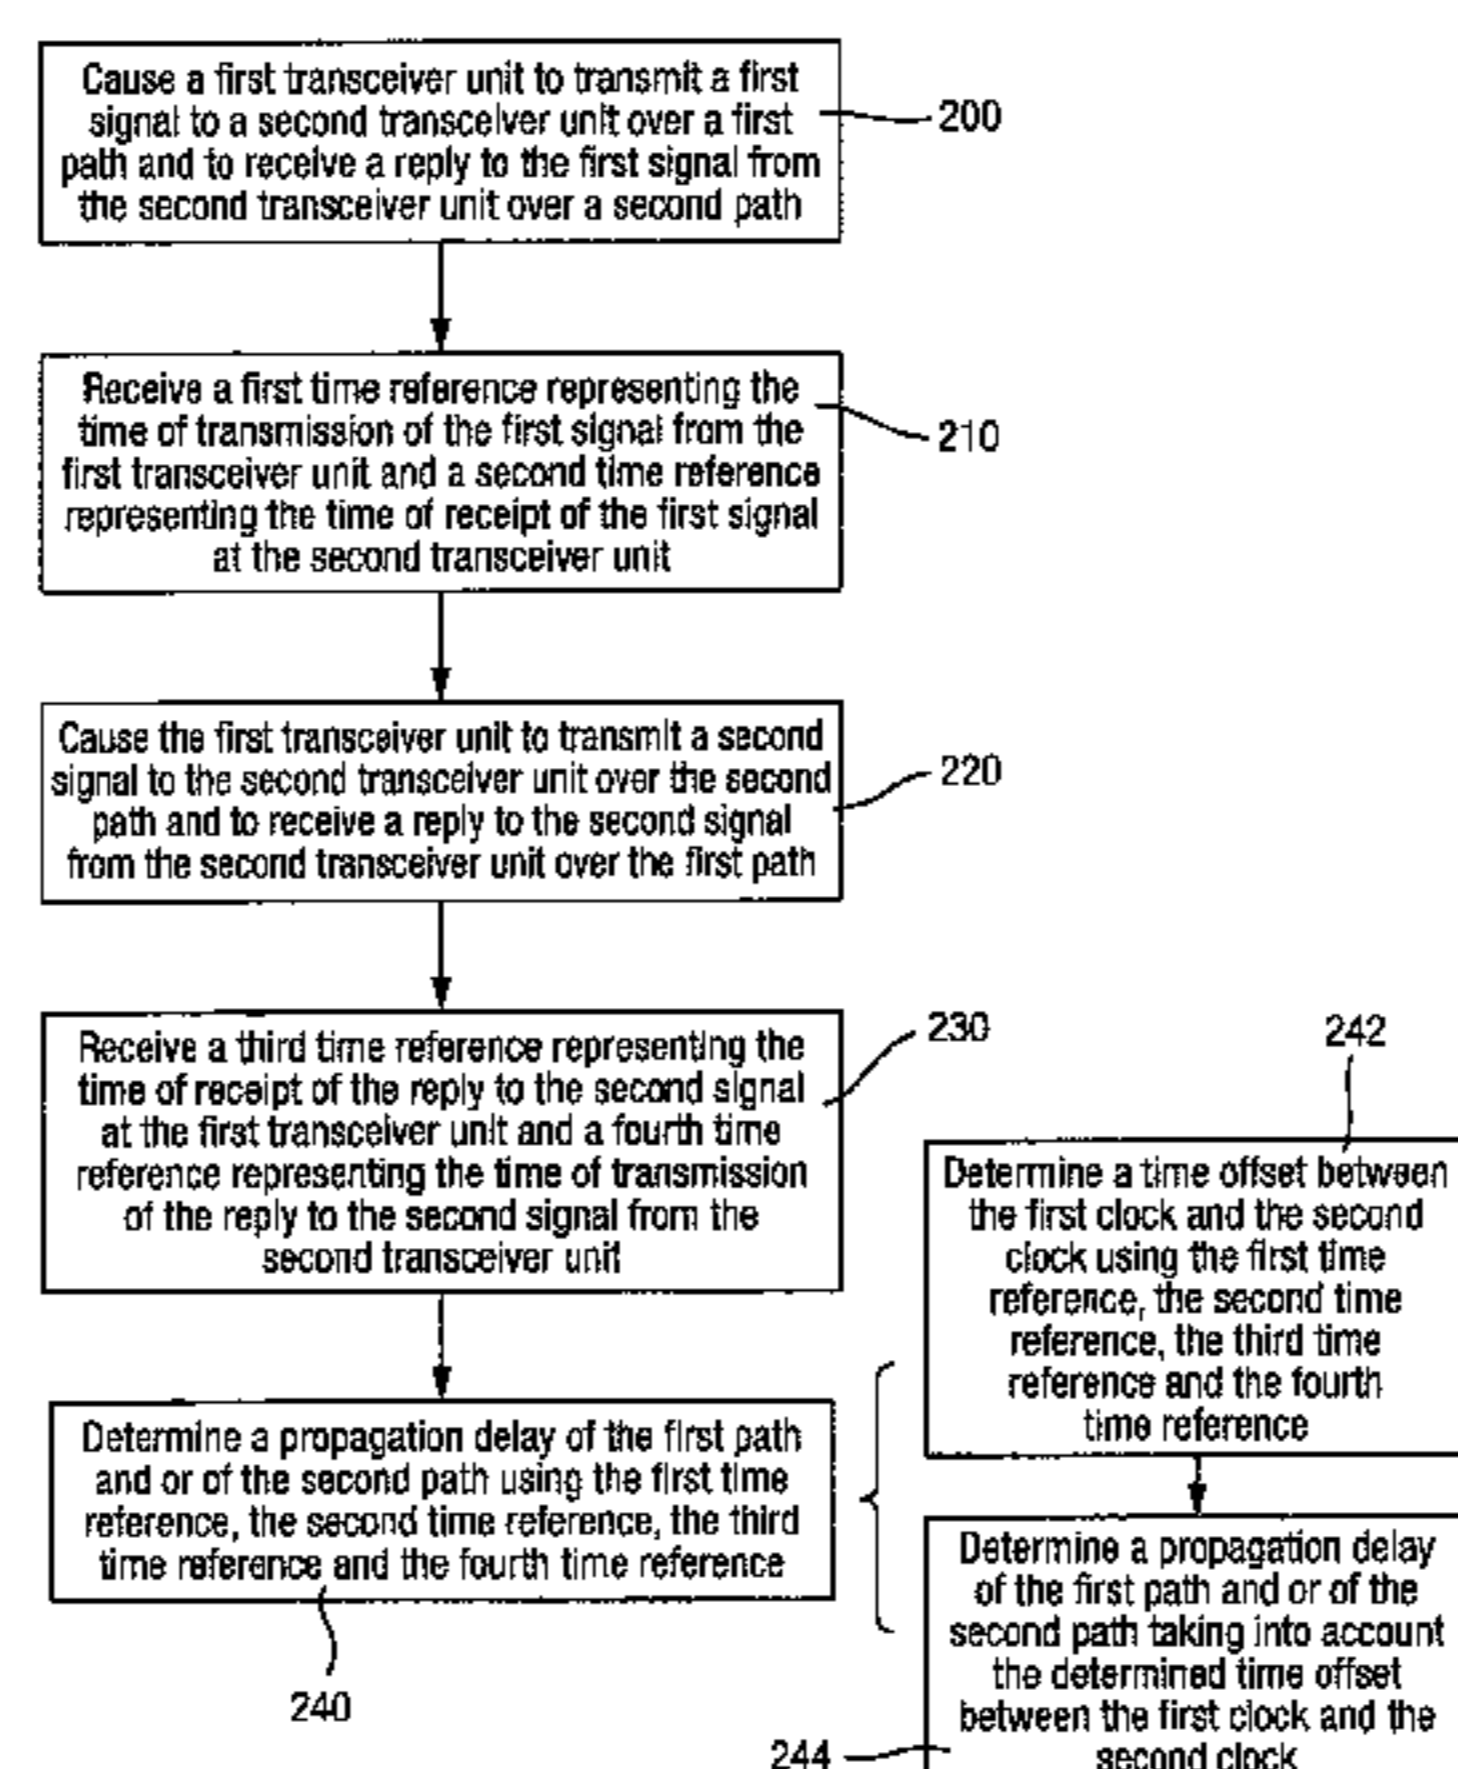 Cause a first transceiver unit to transmit a first
signal to a second transceiver unit over a first
path and to receive a reply to the first signal from
the second transceiver unit over a second path
200
Receive a first time reference representing the
time of transmission of the first signal from the
first transceiver unit and a second time reference
representing the time of receipt of the first signal
at the second transceiver unit
210
Cause the first transceiver unit to transmit a second
signal to the second transceiver unit over the second
path and to receive a reply to the second signal
from the second transceiver unit over the first path
220
Receive a third time reference representing the
time of receipt of the reply to the second signal
at the first transceiver unit and a fourth time
reference representing the time of transmission
of the reply to the second signal from the
second transceiver unit
230
Determine a propagation delay of the first path
and or of the second path using the first time
reference, the second time reference, the third
time reference and the fourth time reference
240
242
Determine a time offset between
the first clock and the second
clock using the first time
reference, the second time
reference, the third time
reference and the fourth
time reference
Determine a propagation delay
of the first path and or of the
second path taking into account
the determined time offset
between the first clock and the
second clock
244